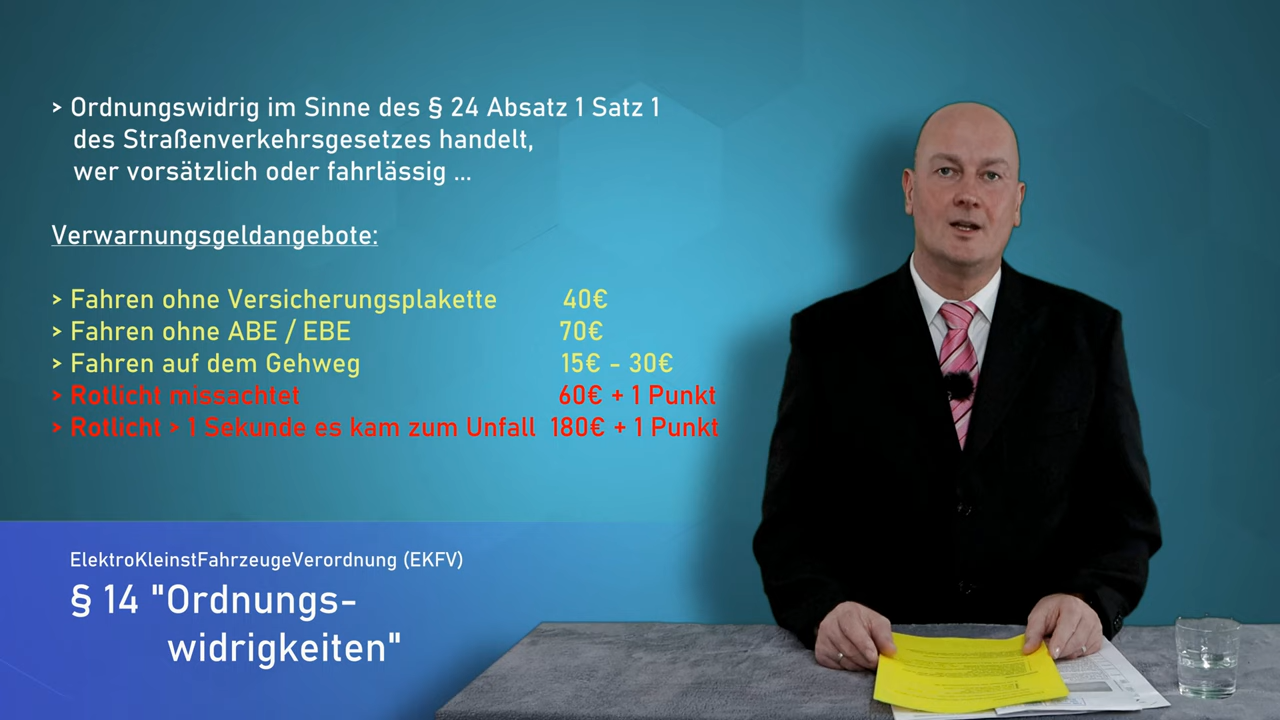 > Ordnungswidrig im Sinne des § 24 Absatz 1 Satz 1
des Straßenverkehrsgesetzes handelt,
wer vorsätzlich oder fahrlässig ...
Verwarnungsgeldangebote:
> Fahren ohne Versicherungsplakette 40€
> Fahren ohne ABE / EBE 70€
> Fahren auf dem Gehweg 15€ - 30€
> Rotlicht missachtet 60€ + 1 Punkt
> Rotlicht > 1 Sekunde es kam zum Unfall 180€ + 1 Punkt
ElektroKleinstFahrzeugeVerordnung (EKFV)
§ 14 "Ordnungs-
widrigkeiten"